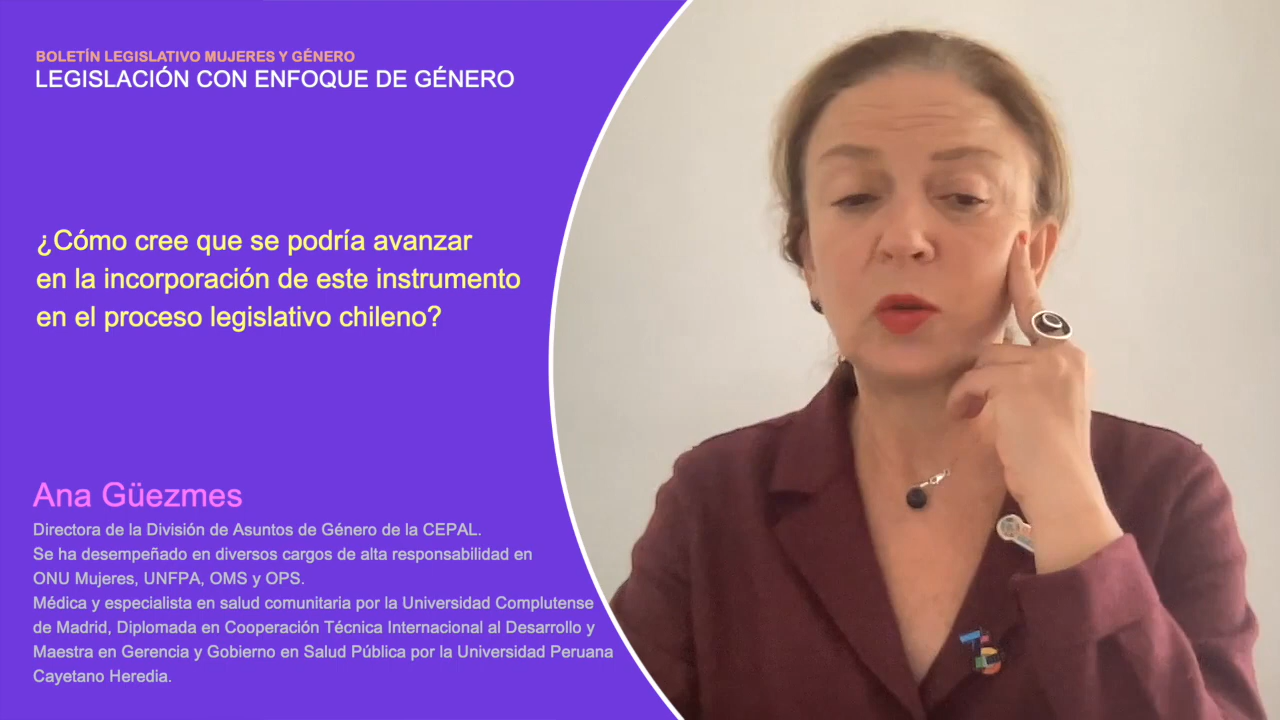 BOLETÍN LEGISLATIVO MUJERES Y GÉNERO
LEGISLACIÓN CON ENFOQUE DE GÉNERO
¿Cómo cree que se podría avanzar
en la incorporación de este instrumento
en el proceso legislativo chileno?
Ana Güezmes
Directora de la División de Asuntos de Género de la CEPAL.
Se ha desempeñado en diversos cargos de alta responsabilidad en
ONU Mujeres, UNFPA, OMS y OPS.
Médica y especialista en salud comunitaria por la Universidad Complutense
de Madrid, Diplomada en Cooperación Técnica Internacional al Desarrollo y
Maestra en Gerencia y Gobierno en Salud Pública por la Universidad Peruana
Cayetano Heredia.